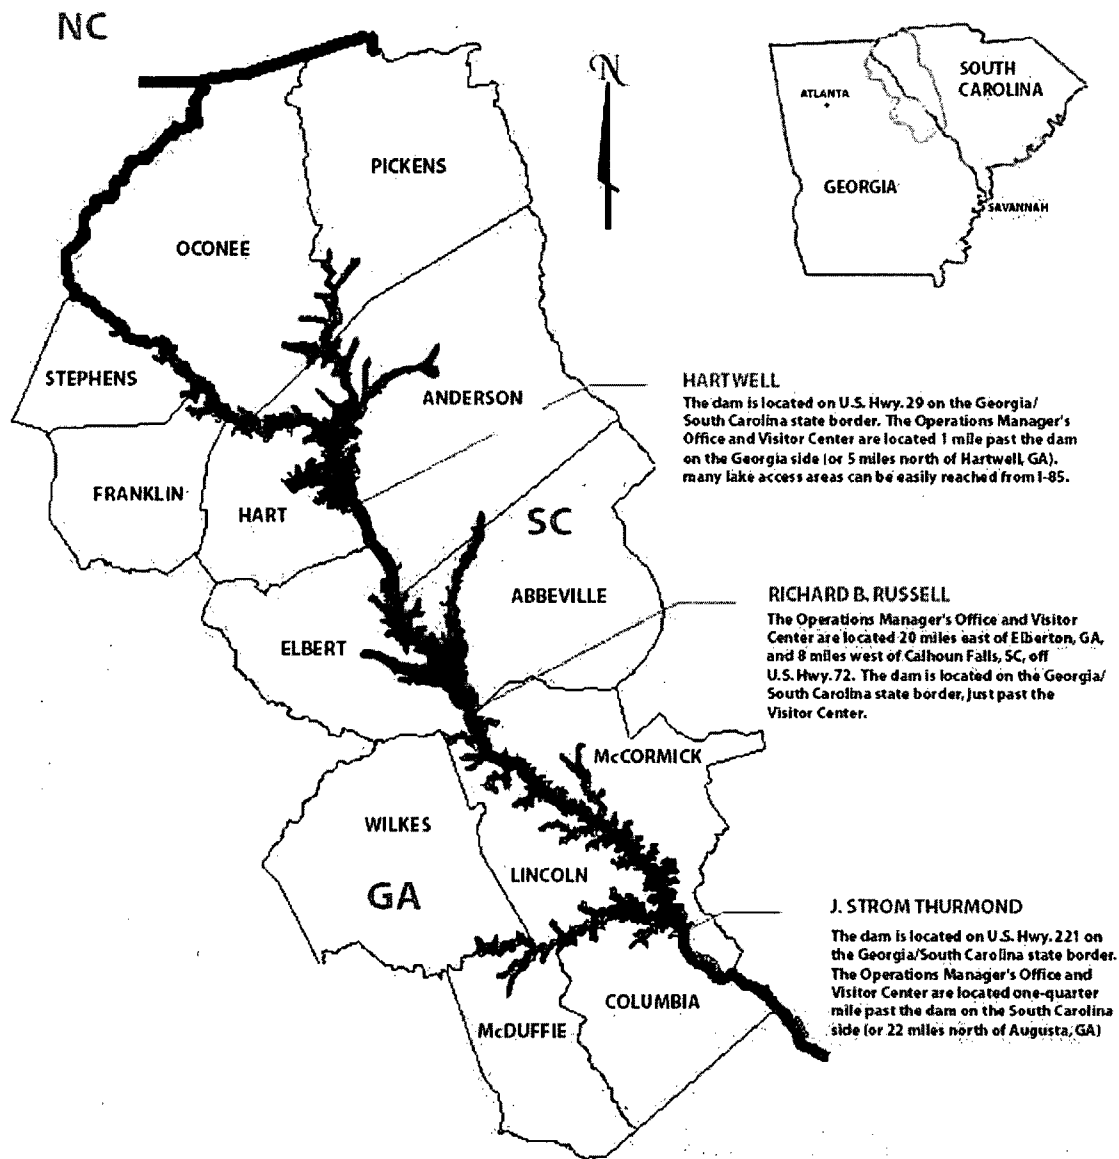 NC
N
SOUTH
CAROLINA
ATLANTA
GEORGIA
SAVANNAH
PICKENS
OCONEE
STEPHENS
ANDERSON
FRANKLIN
HART
SC
ABBEVILLE
ELBERT
McCORMICK
WILKES
LINCOLN
GA
COLUMBIA
McDUFFIE
HARTWELL
The dam is located on U.S. Hwy. 29 on the Georgia/
South Carolina state border. The Operations Manager's
Office and Visitor Center are located 1 mile past the dam
on the Georgia side (or 5 miles north of Hartwell, GA).
many lake access areas can be easily reached from I-85.
RICHARD B. RUSSELL
The Operations Manager's Office and Visitor
Center are located 20 miles east of Elberton, GA,
and 8 miles west of Calhoun Falls, SC, off
U.S. Hwy. 72. The dam is located on the Georgia/
South Carolina state border, just past the
Visitor Center.
J. STROM THURMOND
The dam is located on U.S. Hwy. 221 on
the Georgia/South Carolina state border.
The Operations Manager's Office and
Visitor Center are located one-quarter
mile past the dam on the South Carolina
side (or 22 miles north of Augusta, GA)